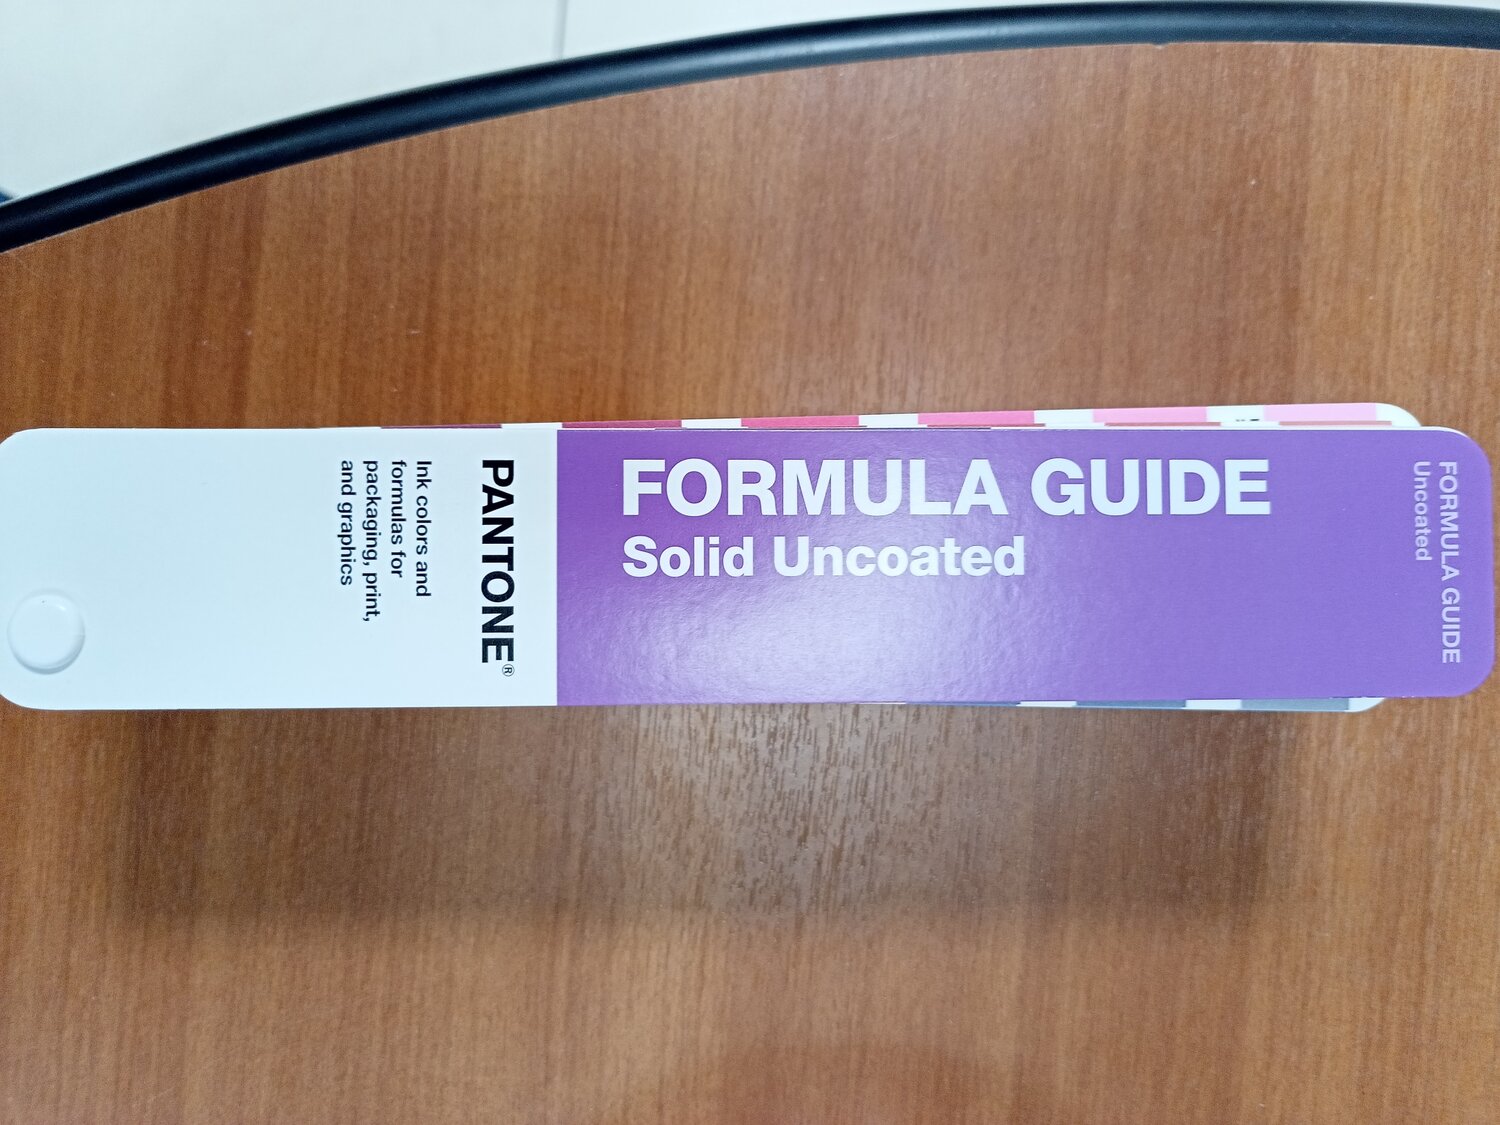 FORMULA GUIDE
Solid Uncoated
PANTONE®
Ink colors and
formulas for
packaging, print,
and graphics
FORMULA GUIDE
Uncoated